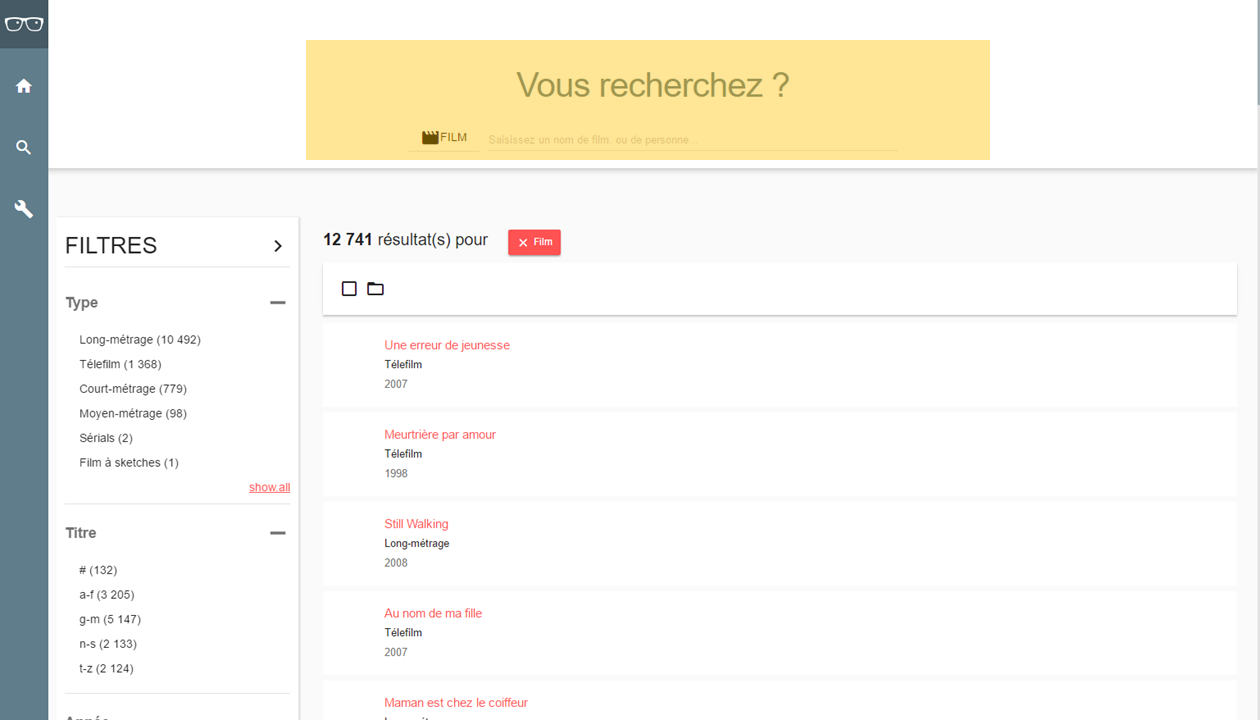 Vous recherchez ?
FILM
Saisissez un nom de film. ou de personne...
FILTRES
Type
Long-métrage (10 492)
Télefilm (1 368)
Court-métrage (779)
Moyen-métrage (98)
Sérials (2)
Film à sketches (1)
show.all
Titre
# (132)
a-f (3 205)
g-m (5 147)
n-s (2 133)
t-z (2 124)
12 741 résultat(s) pour
Film
Une erreur de jeunesse
Télefilm
2007
Meurtrière par amour
Télefilm
1998
Still Walking
Long-métrage
2008
Au nom de ma fille
Télefilm
2007
Maman est chez le coiffeur